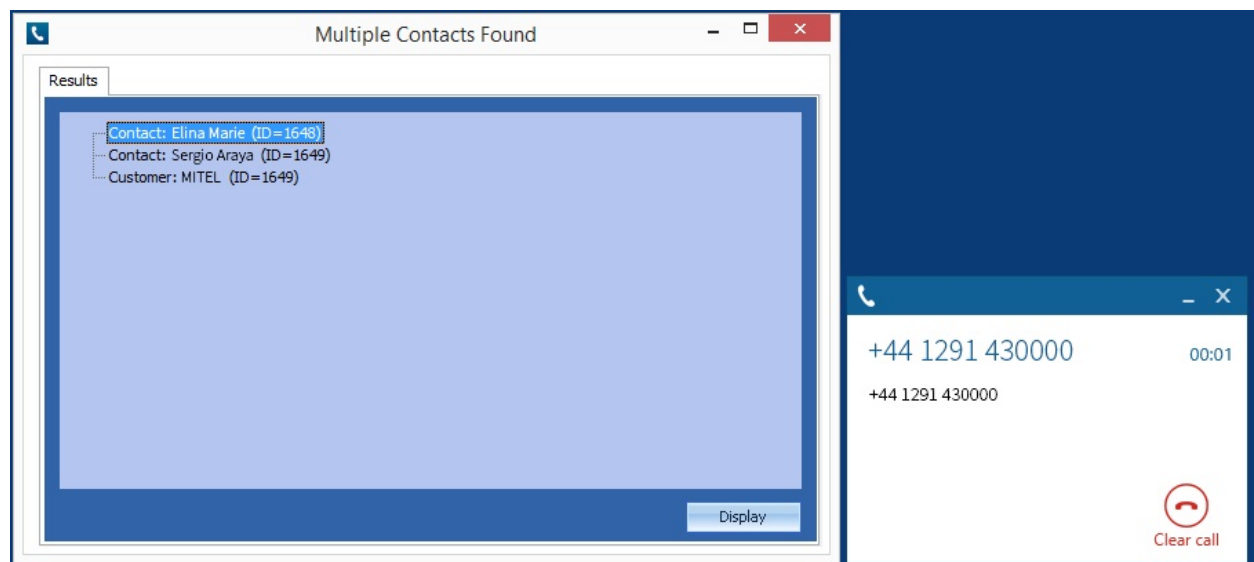 Multiple Contacts Found
Results
Contact: Elina Marie (ID=1648)
Contact: Sergio Araya (ID=1649)
Customer: MITEL (ID=1649)
Display
+44 1291 430000 00:01
+44 1291 430000
Clear call